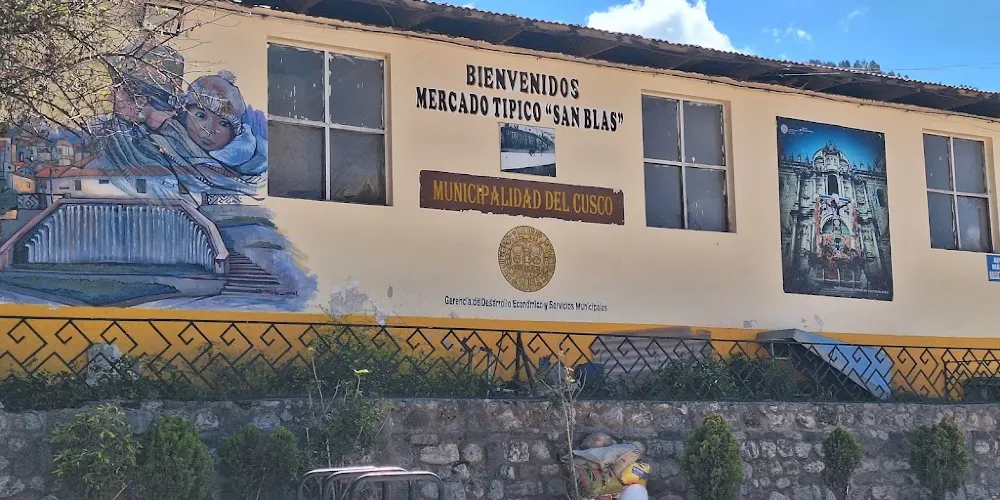 BIENVENIDOS
MERCADO TIPICO "SAN BLAS"
MUNICIPALIDAD DEL CUSCO
Gerencia de Desarrollo Económico y Servicios Municipales